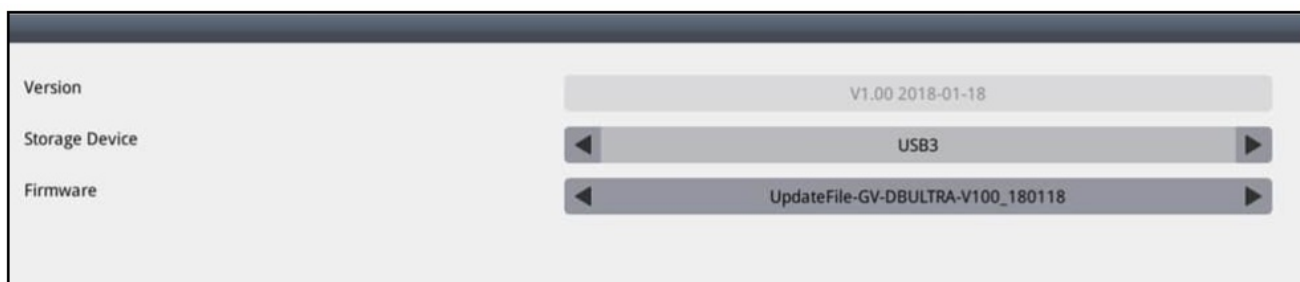 Version V1.00 2018-01-18
Storage Device USB3
Firmware UpdateFile-GV-DBULTRA-V100_180118